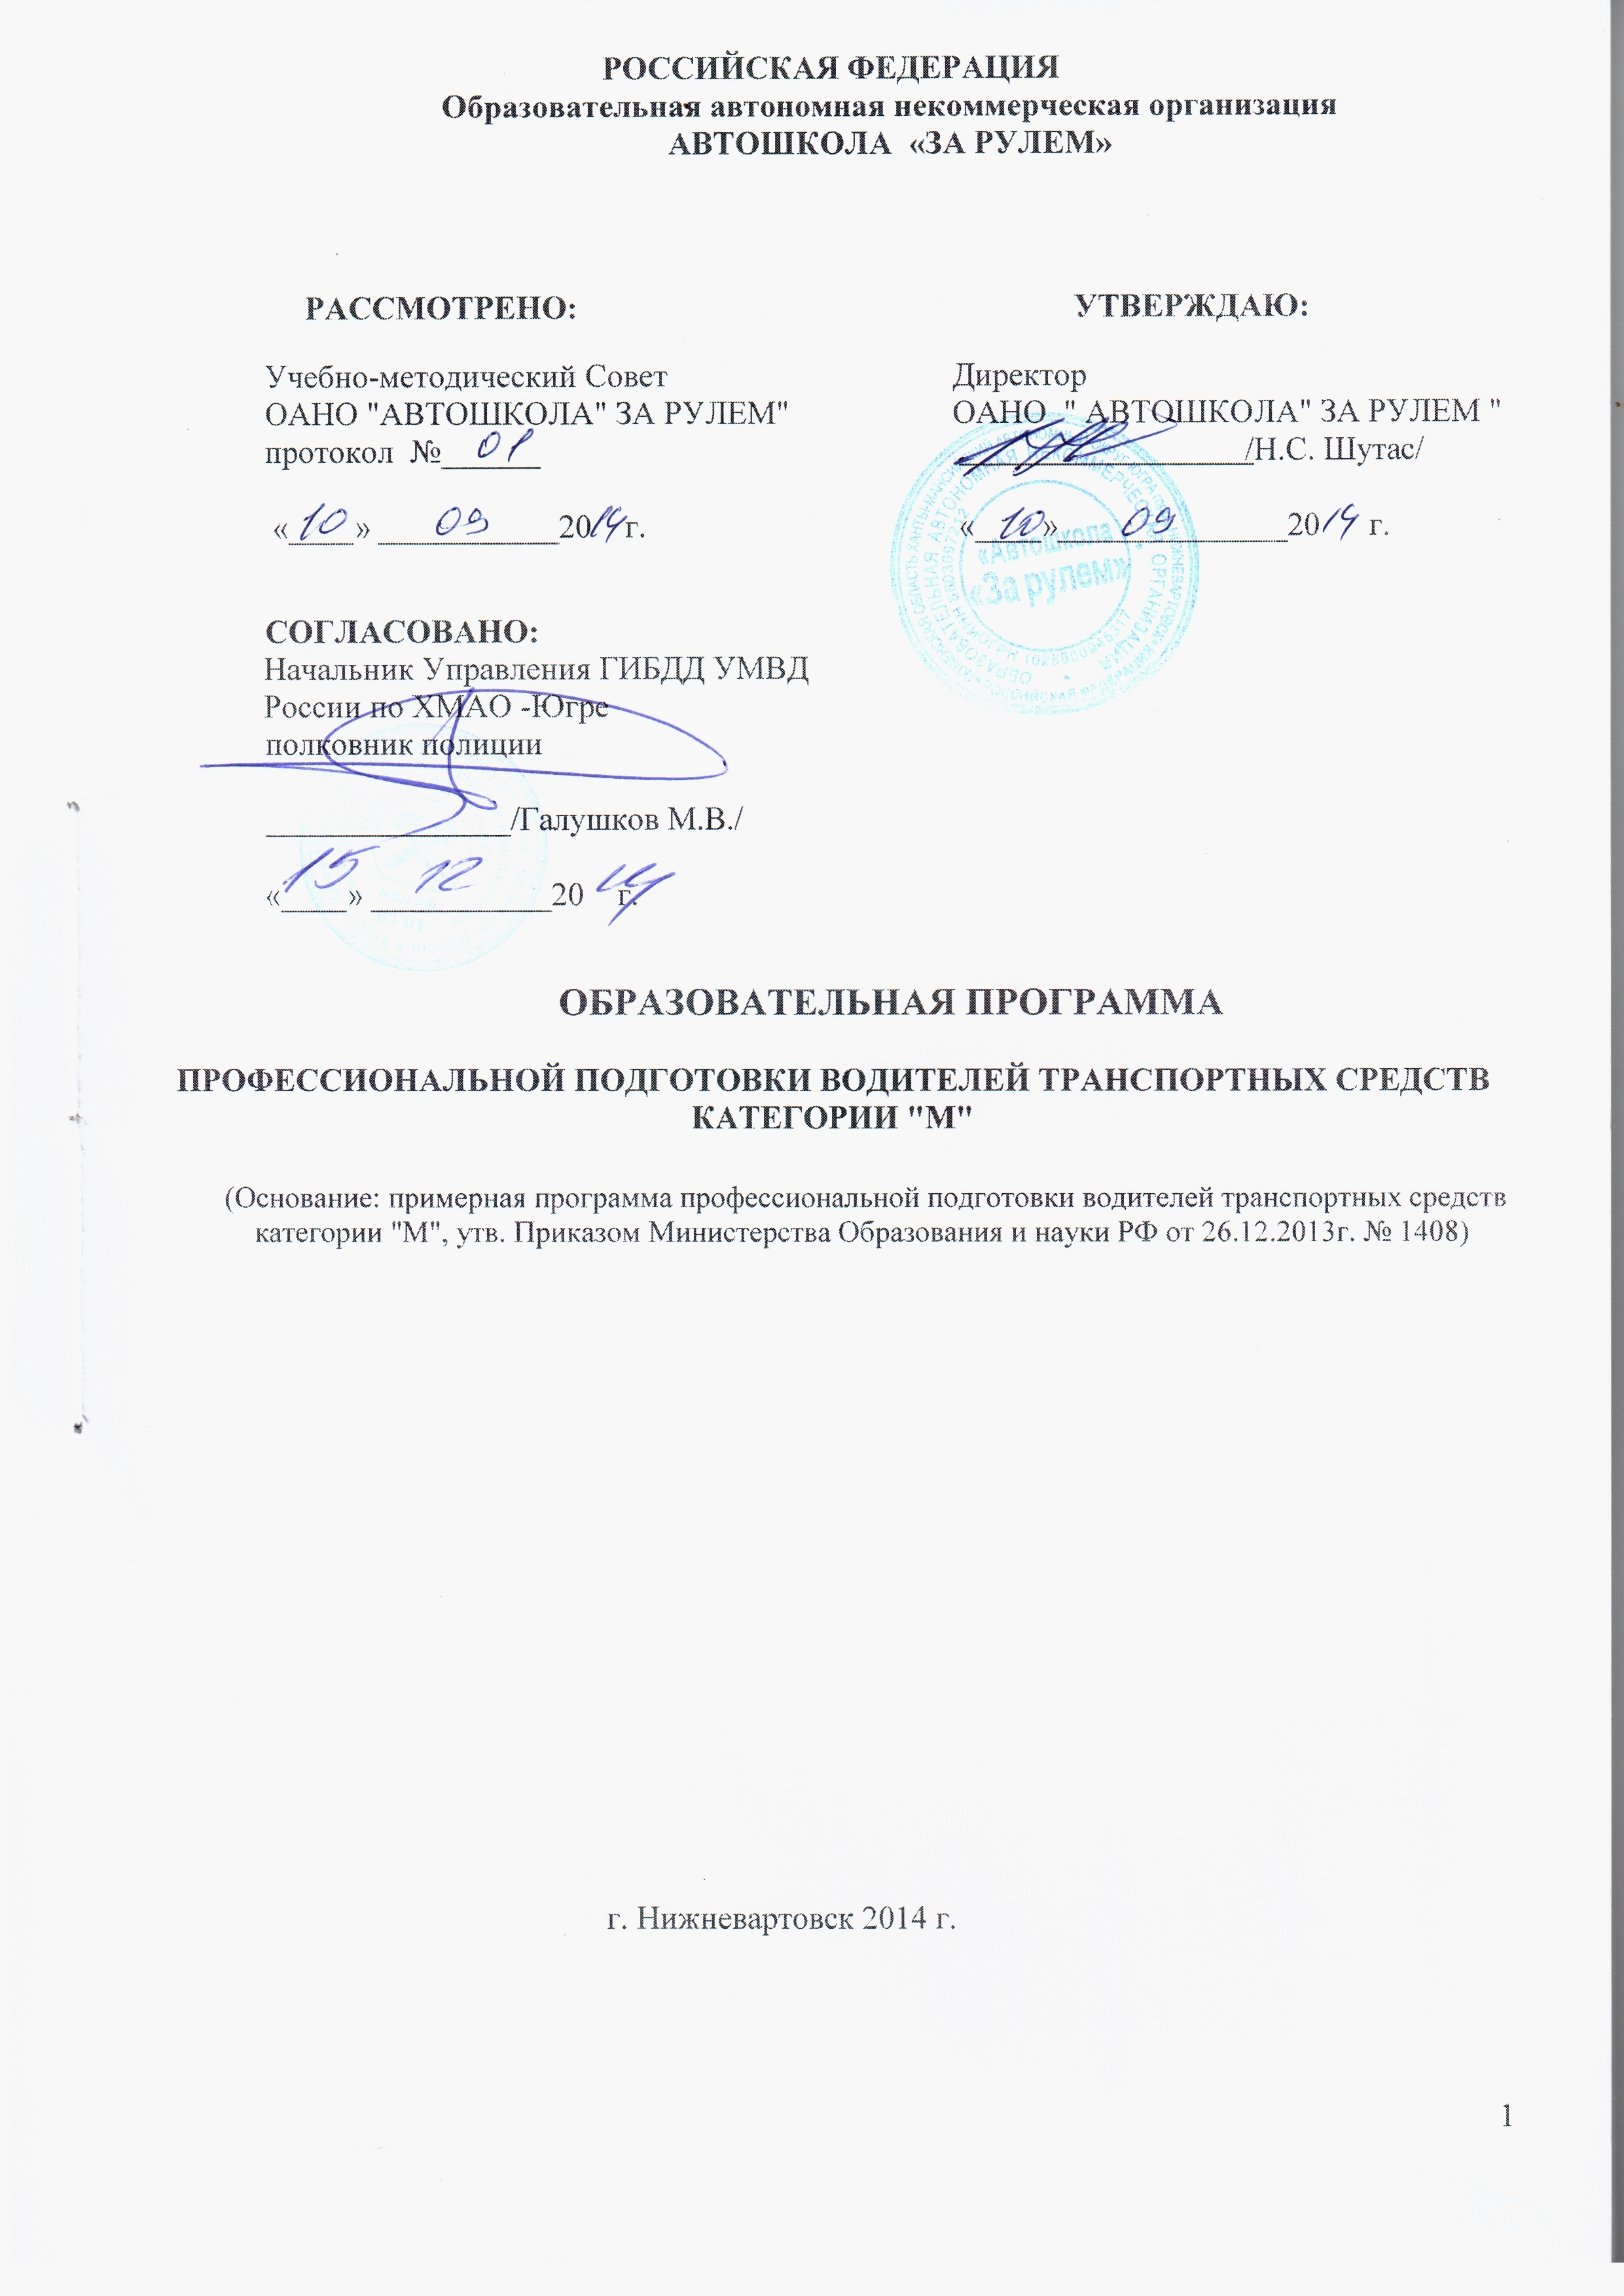 РОССИЙСКАЯ ФЕДЕРАЦИЯ
Образовательная автономная некоммерческая организация
АВТОШКОЛА «ЗА РУЛЕМ»
РАССМОТРЕНО:
Учебно-методический Совет
ОАНО "АВТОШКОЛА" ЗА РУЛЕМ"
протокол №01
«10» 09 2014г.
УТВЕРЖДАЮ:
Директор
ОАНО " АВТОШКОЛА" ЗА РУЛЕМ "
/Н.С. Шутас/
«10» 09 2014 г.
«Автошкола
«За рулем»
СОГЛАСОВАНО:
Начальник Управления ГИБДД УМВД
России по ХМАО -Югре
полковник полиции
/Галушков М.В./
«15» 12 2014 г.
ОБРАЗОВАТЕЛЬНАЯ ПРОГРАММА
ПРОФЕССИОНАЛЬНОЙ ПОДГОТОВКИ ВОДИТЕЛЕЙ ТРАНСПОРТНЫХ СРЕДСТВ
КАТЕГОРИИ "М"
(Основание: примерная программа профессиональной подготовки водителей транспортных средств
категории "М", утв. Приказом Министерства Образования и науки РФ от 26.12.2013г. № 1408)
г. Нижневартовск 2014 г.
1